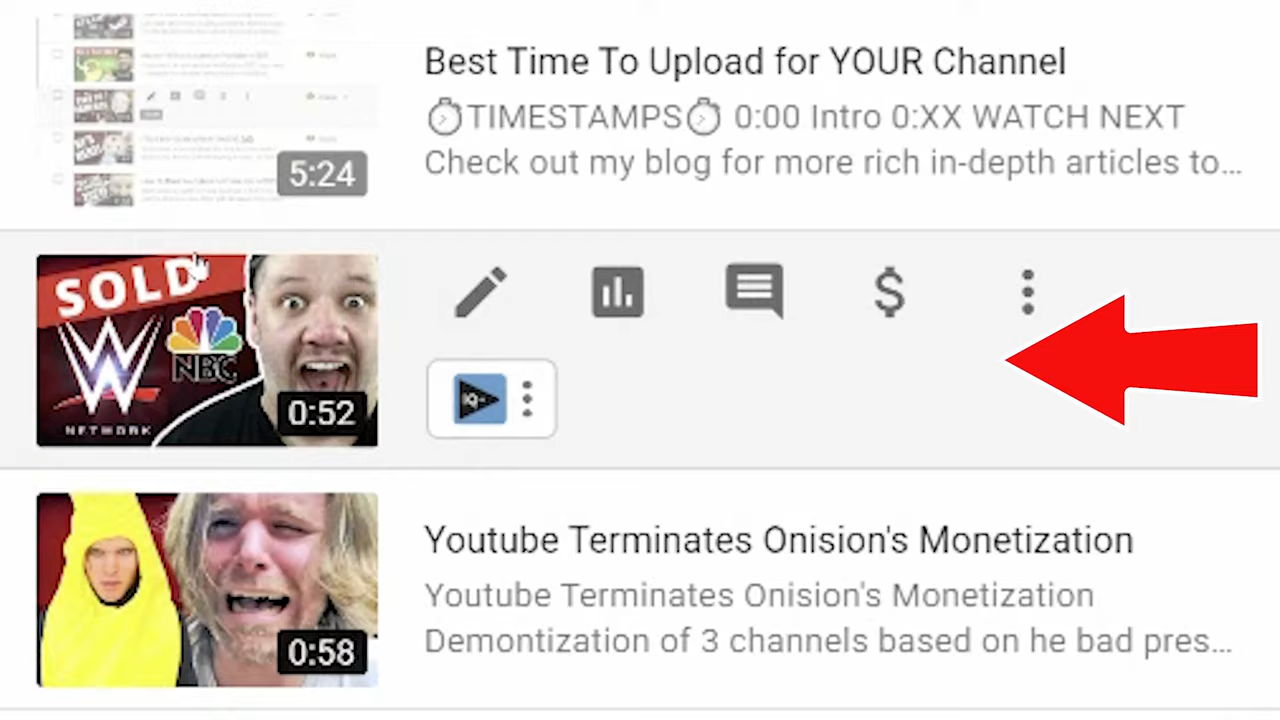 Best Time To Upload for YOUR Channel
⏱TIMESTAMPS⏱ 0:00 Intro 0:XX WATCH NEXT
Check out my blog for more rich in-depth articles to...
5:24
SOLD
W
NBC
NETWORK
0:52
IQ
Youtube Terminates Onision's Monetization
Youtube Terminates Onision's Monetization
Demontization of 3 channels based on he bad pres...
0:58